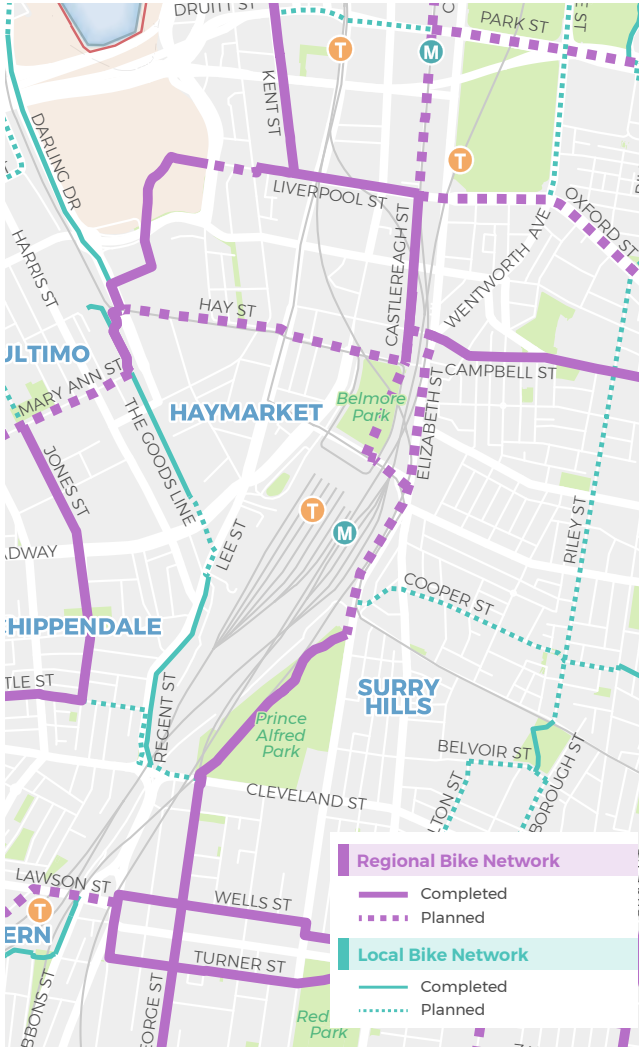 DRUITT ST
C
PARK ST
E ST
T
M
KENT ST
DARLING DR
T
LIVERPOOL ST
OXFORD ST
WENTWORTH AVE
CASTLEREAGH ST
HARRIS ST
HAY ST
ULTIMO
MARY ANN ST
CAMPBELL ST
Belmore
Park
HAYMARKET
ELIZABETH ST
THE GOODS LINE
JONES ST
T
M
RILEY ST
LEE ST
ADWAY
COOPER ST
CHIPPENDALE
TLE ST
SURRY
HILLS
REGENT ST
Prince
Alfred
Park
BELVOIR ST
BOROUGH ST
LTON ST
CLEVELAND ST
LAWSON ST
T
ERN
WELLS ST
TURNER ST
BBONS ST
EORGE ST
Red
Park
Regional Bike Network
Completed
Planned
Local Bike Network
Completed
Planned